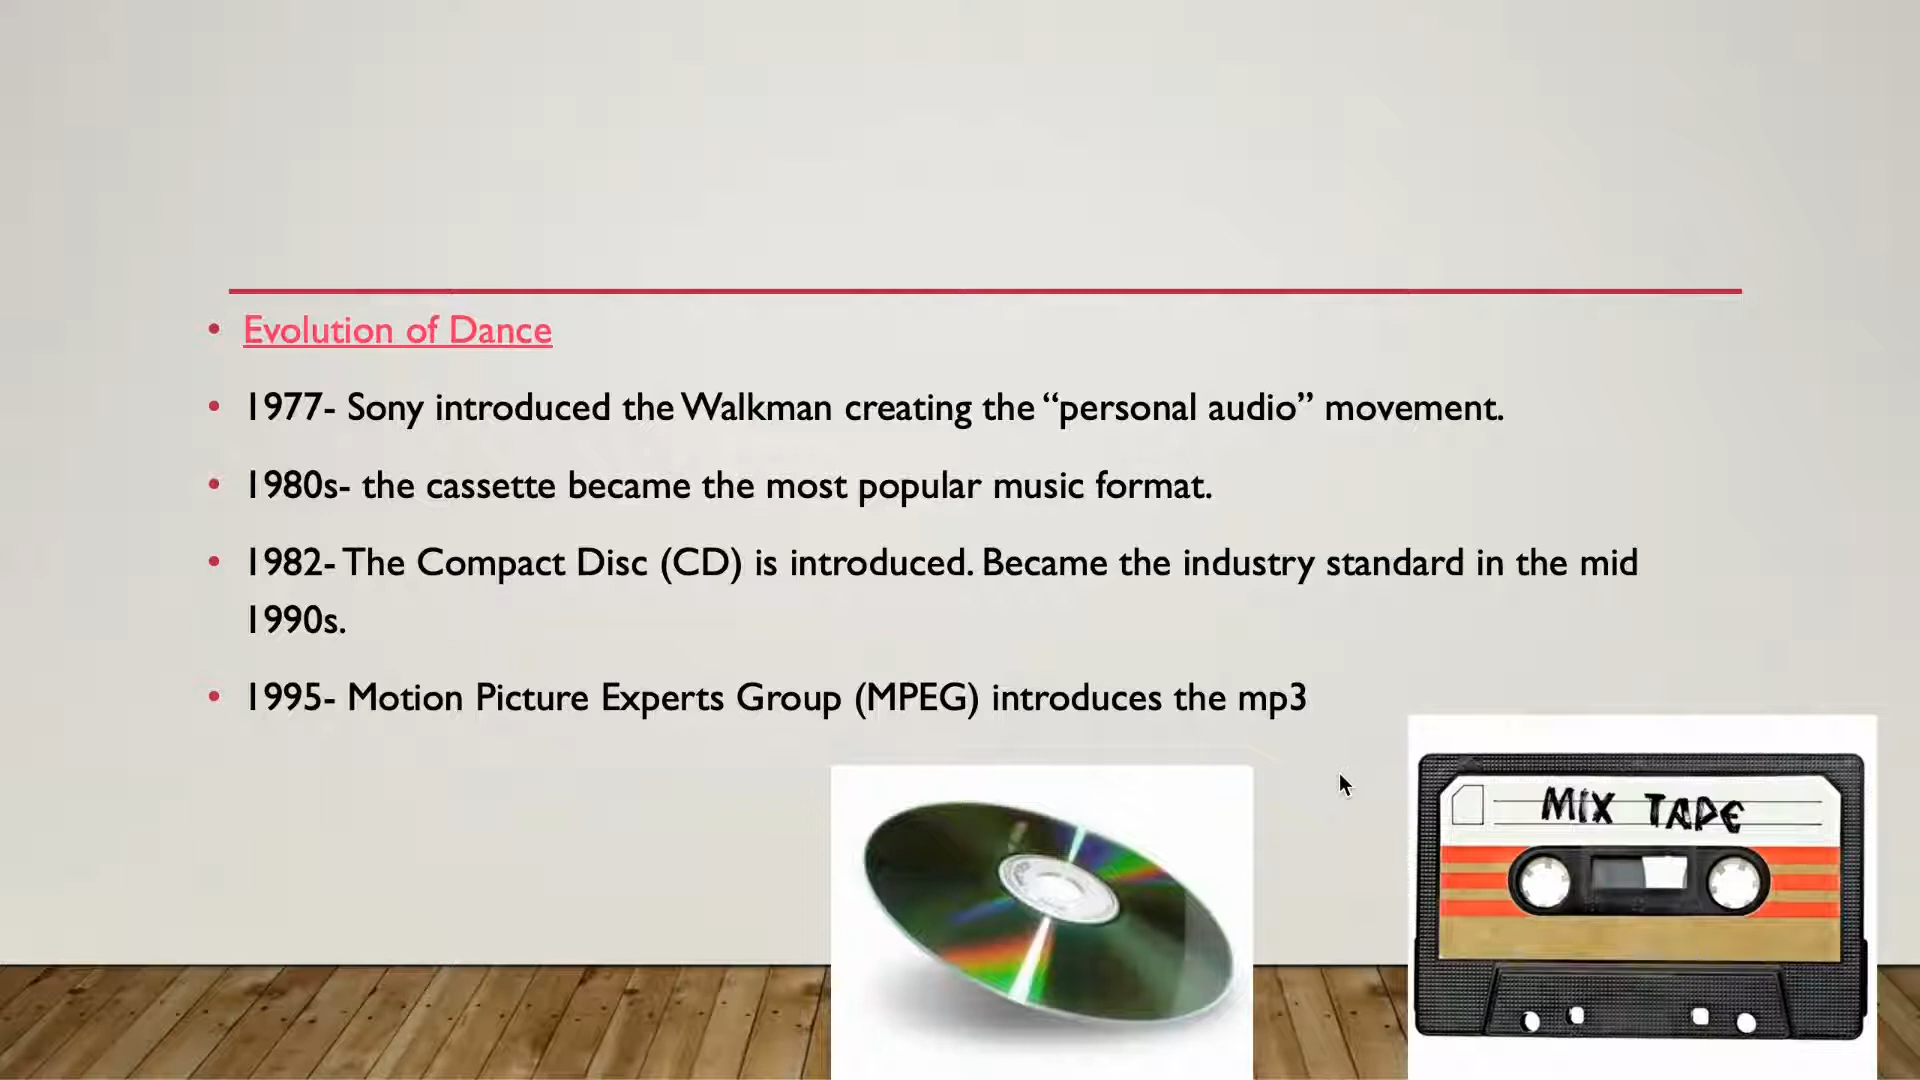 • Evolution of Dance
• 1977- Sony introduced the Walkman creating the “personal audio” movement.
• 1980s- the cassette became the most popular music format.
• 1982- The Compact Disc (CD) is introduced. Became the industry standard in the mid
1990s.
• 1995- Motion Picture Experts Group (MPEG) introduces the mp3
MIX TAPE